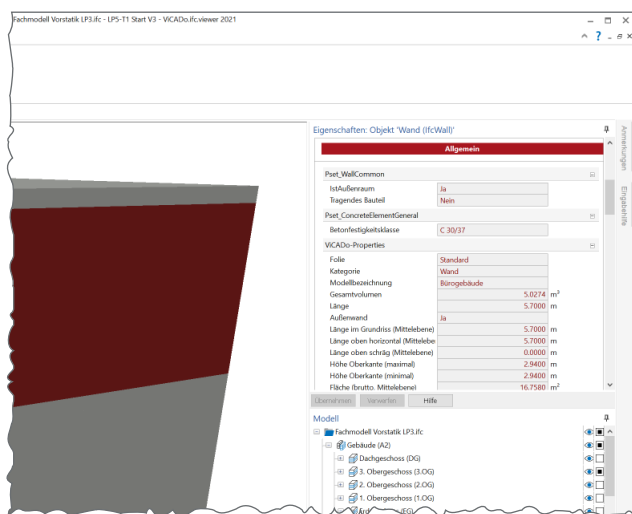 Fachmodell Vorstatik LP3.ifc - LP5-T1 Start V3 - ViCADo.ifc.viewer 2021
Eigenschaften: Objekt 'Wand (IfcWall)'
Allgemein
Pset_WallCommon
IstAußenraum Ja
Tragendes Bauteil Nein
Pset_ConcreteElementGeneral
Betonfestigkeitsklasse C 30/37
ViCADo-Properties
Folie Standard
Kategorie Wand
Modellbezeichnung Bürogebäude
Gesamtvolumen 5.0274 m³
Länge 5.7000 m
Außenwand Ja
Länge im Grundriss (Mittelebene) 5.7000 m
Länge oben horizontal (Mittelebe 5.7000 m
Länge oben schräg (Mittelebene) 0.0000 m
Höhe Oberkante (maximal) 2.9400 m
Höhe Oberkante (minimal) 2.9400 m
Fläche (brutto, Mittelebene) 16.7580 m²
Übernehmen Verwerfen Hilfe
Modell
Fachmodell Vorstatik LP3.ifc
Gebäude (A2)
Dachgeschoss (DG)
3. Obergeschoss (3.OG)
2. Obergeschoss (2.OG)
1. Obergeschoss (1.OG)
Anmerkungen
Eingabehilfe